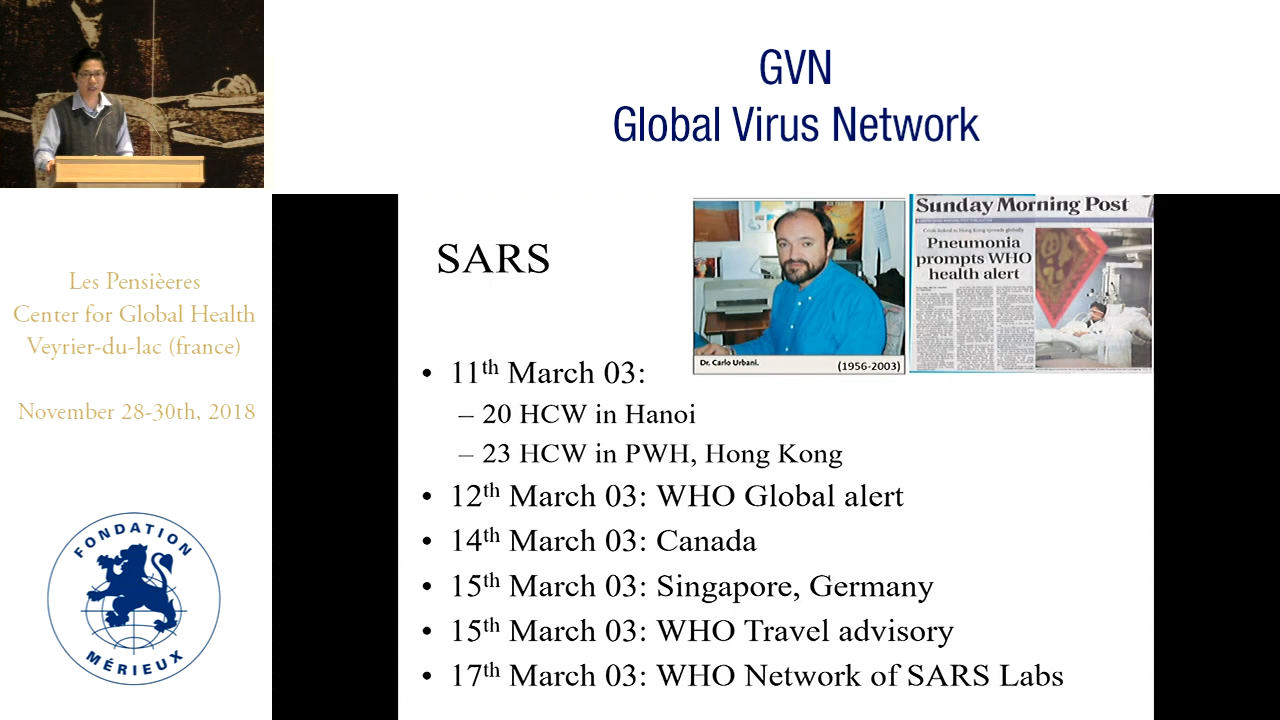 GVN
Global Virus Network
Les Pensièeres
Center for Global Health
Veyrier-du-lac (france)
November 28-30th, 2018
FONDATION
MÉRIEUX
SARS
Dr. Carlo Urbani.
(1956-2003)
Sunday Morning Post
Pneumonia
prompts WHO
health alert
• 11th March 03:
– 20 HCW in Hanoi
– 23 HCW in PWH, Hong Kong
• 12th March 03: WHO Global alert
• 14th March 03: Canada
• 15th March 03: Singapore, Germany
• 15th March 03: WHO Travel advisory
• 17th March 03: WHO Network of SARS Labs